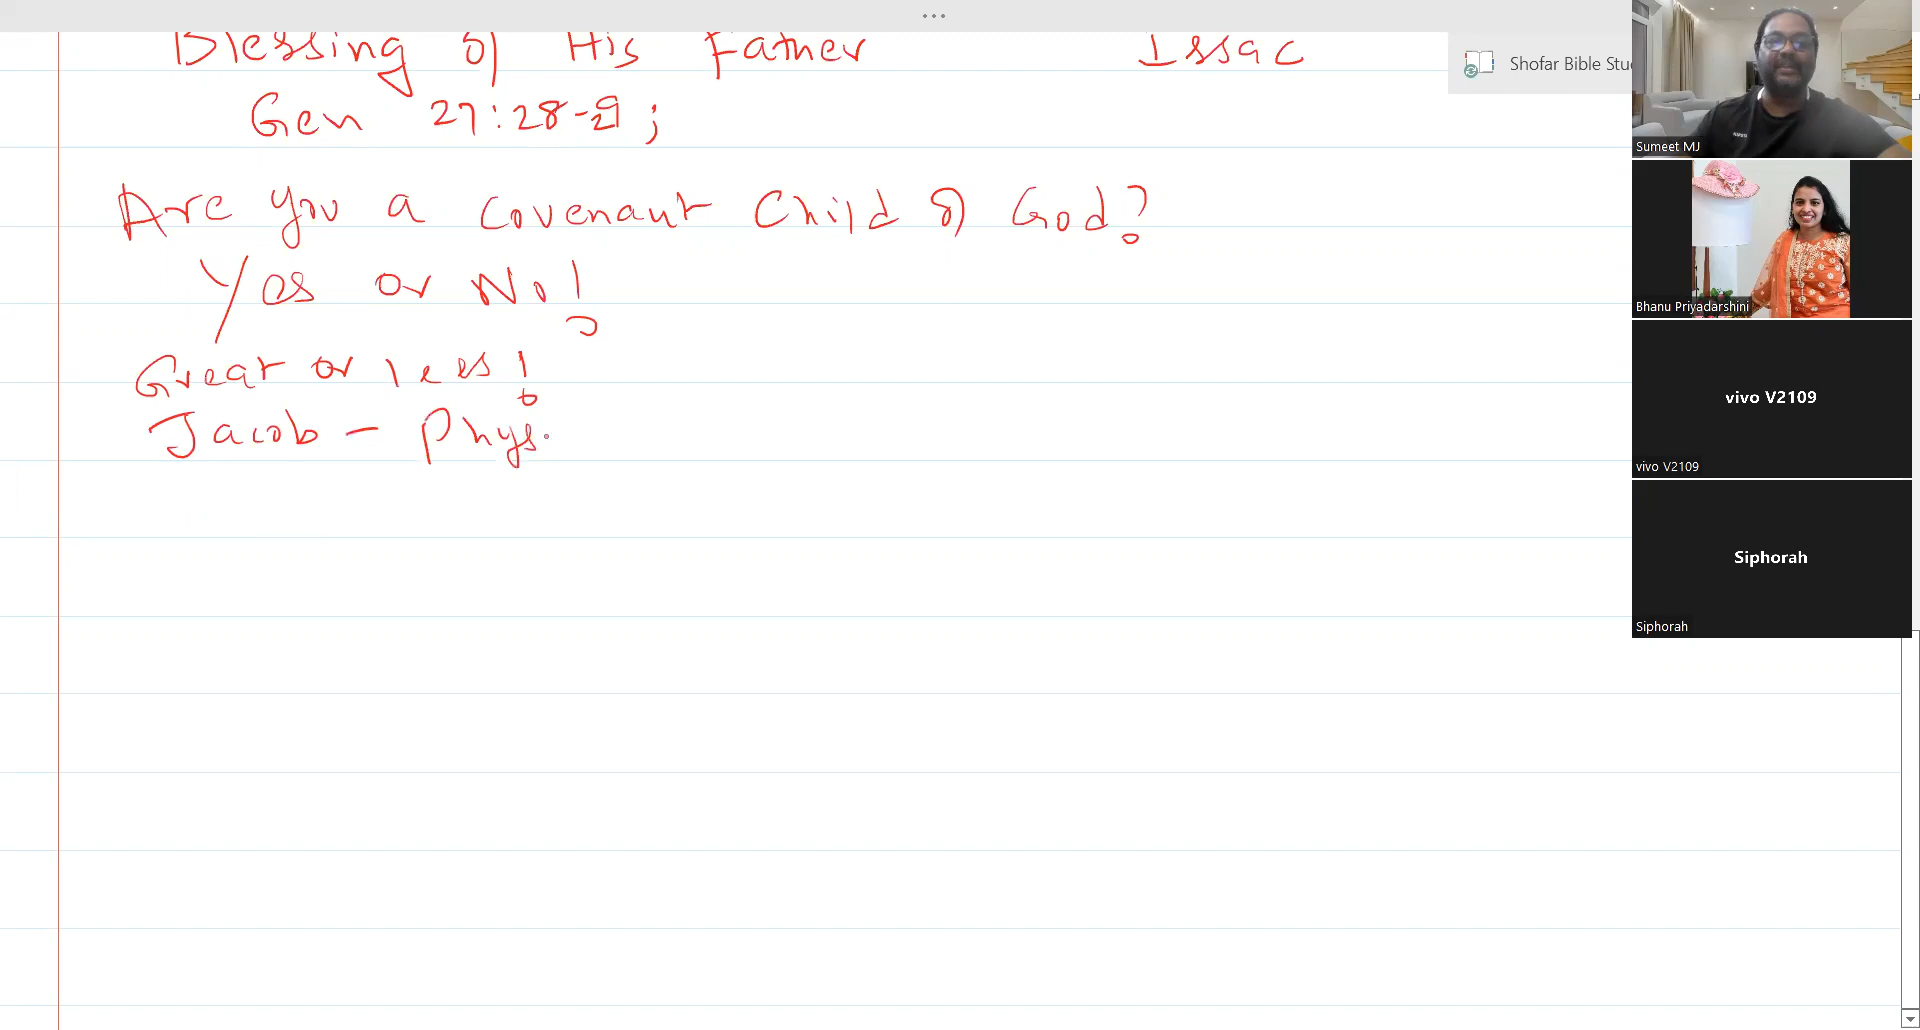 Blessing of His Father Issac
Shofar Bible Stu
Gen 27:28-29;
Are you a covenant Child of God?
Yes or No!
Great or less!
Jacob - Phys
Sumeet MJ
Bhanu Priyadarshini
vivo V2109
vivo V2109
Siphorah
Siphorah